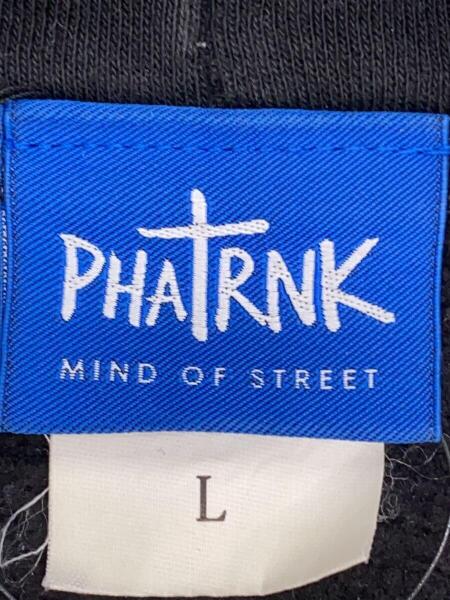 PHATRNK
MIND OF STREET
L